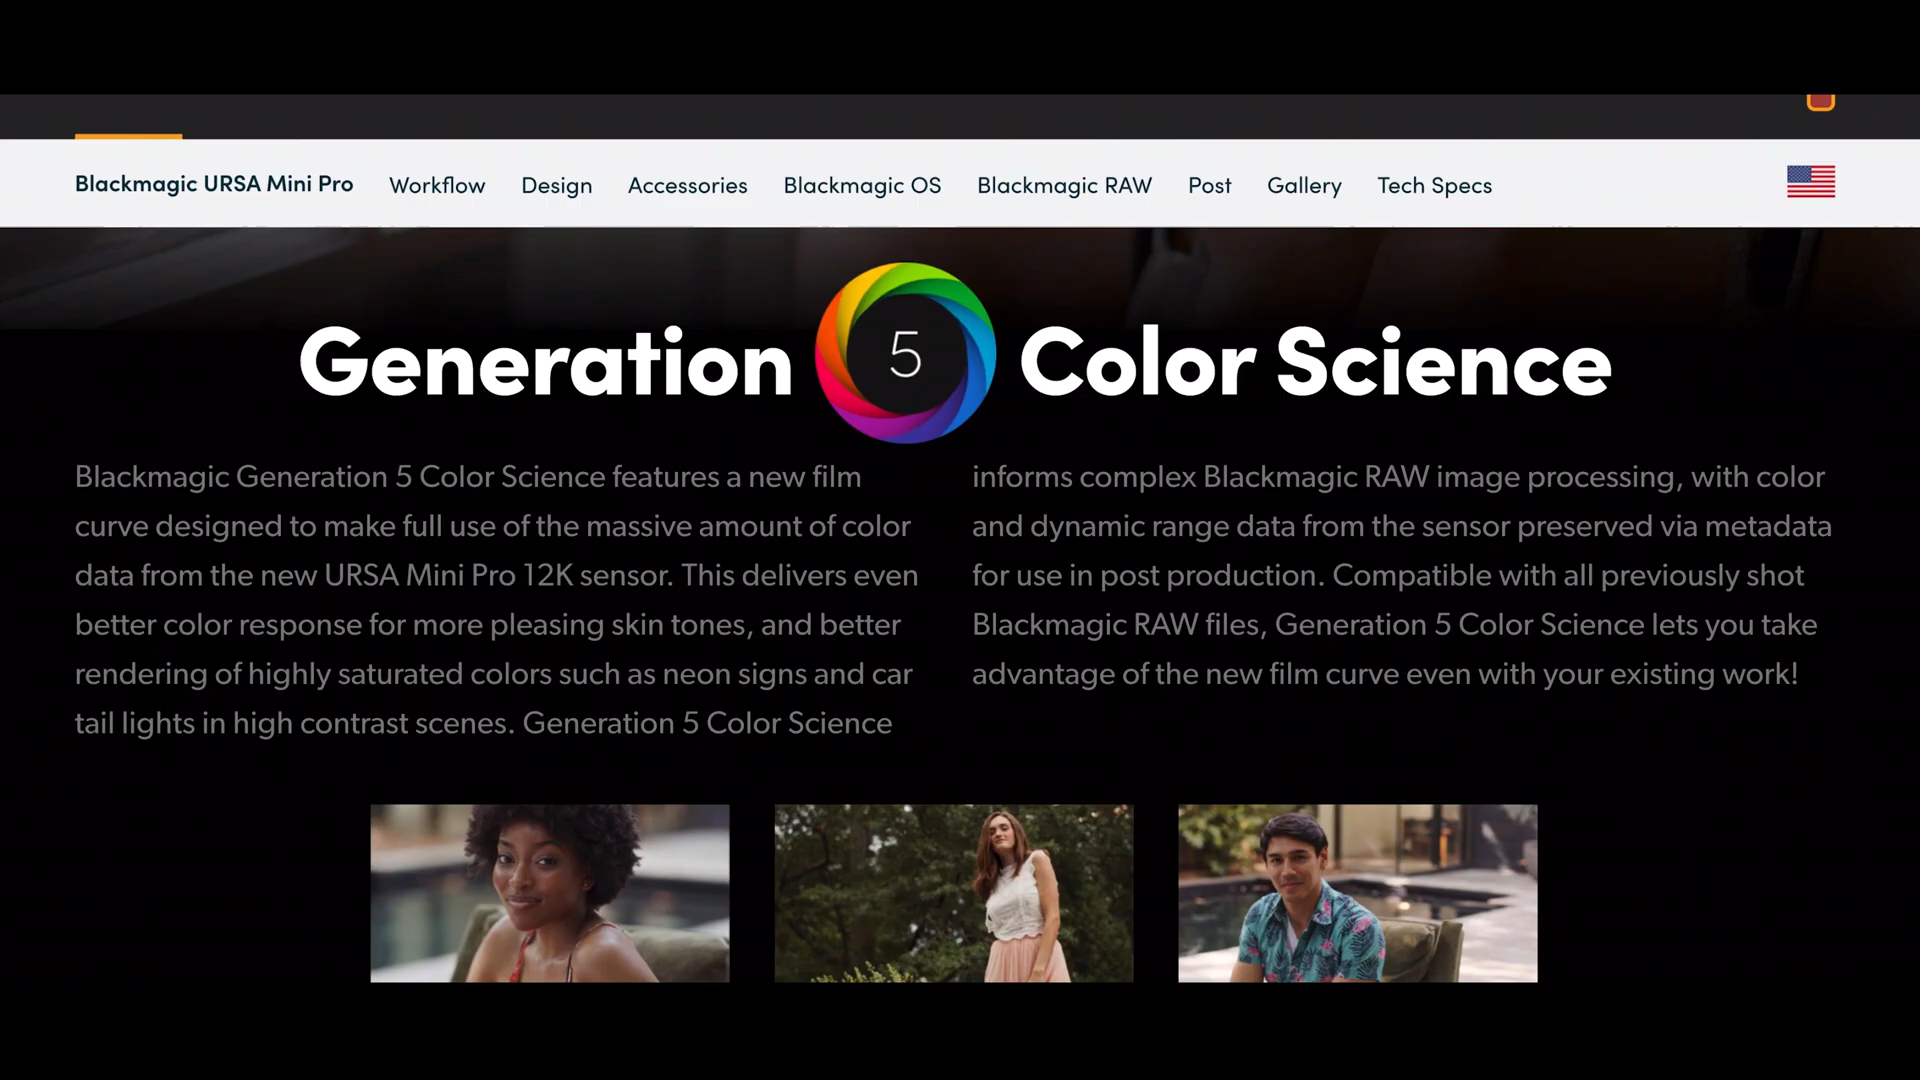 Blackmagic URSA Mini Pro Workflow Design Accessories Blackmagic OS Blackmagic RAW Post Gallery Tech Specs
Generation 5 Color Science
Blackmagic Generation 5 Color Science features a new film
curve designed to make full use of the massive amount of color
data from the new URSA Mini Pro 12K sensor. This delivers even
better color response for more pleasing skin tones, and better
rendering of highly saturated colors such as neon signs and car
tail lights in high contrast scenes. Generation 5 Color Science
informs complex Blackmagic RAW image processing, with color
and dynamic range data from the sensor preserved via metadata
for use in post production. Compatible with all previously shot
Blackmagic RAW files, Generation 5 Color Science lets you take
advantage of the new film curve even with your existing work!